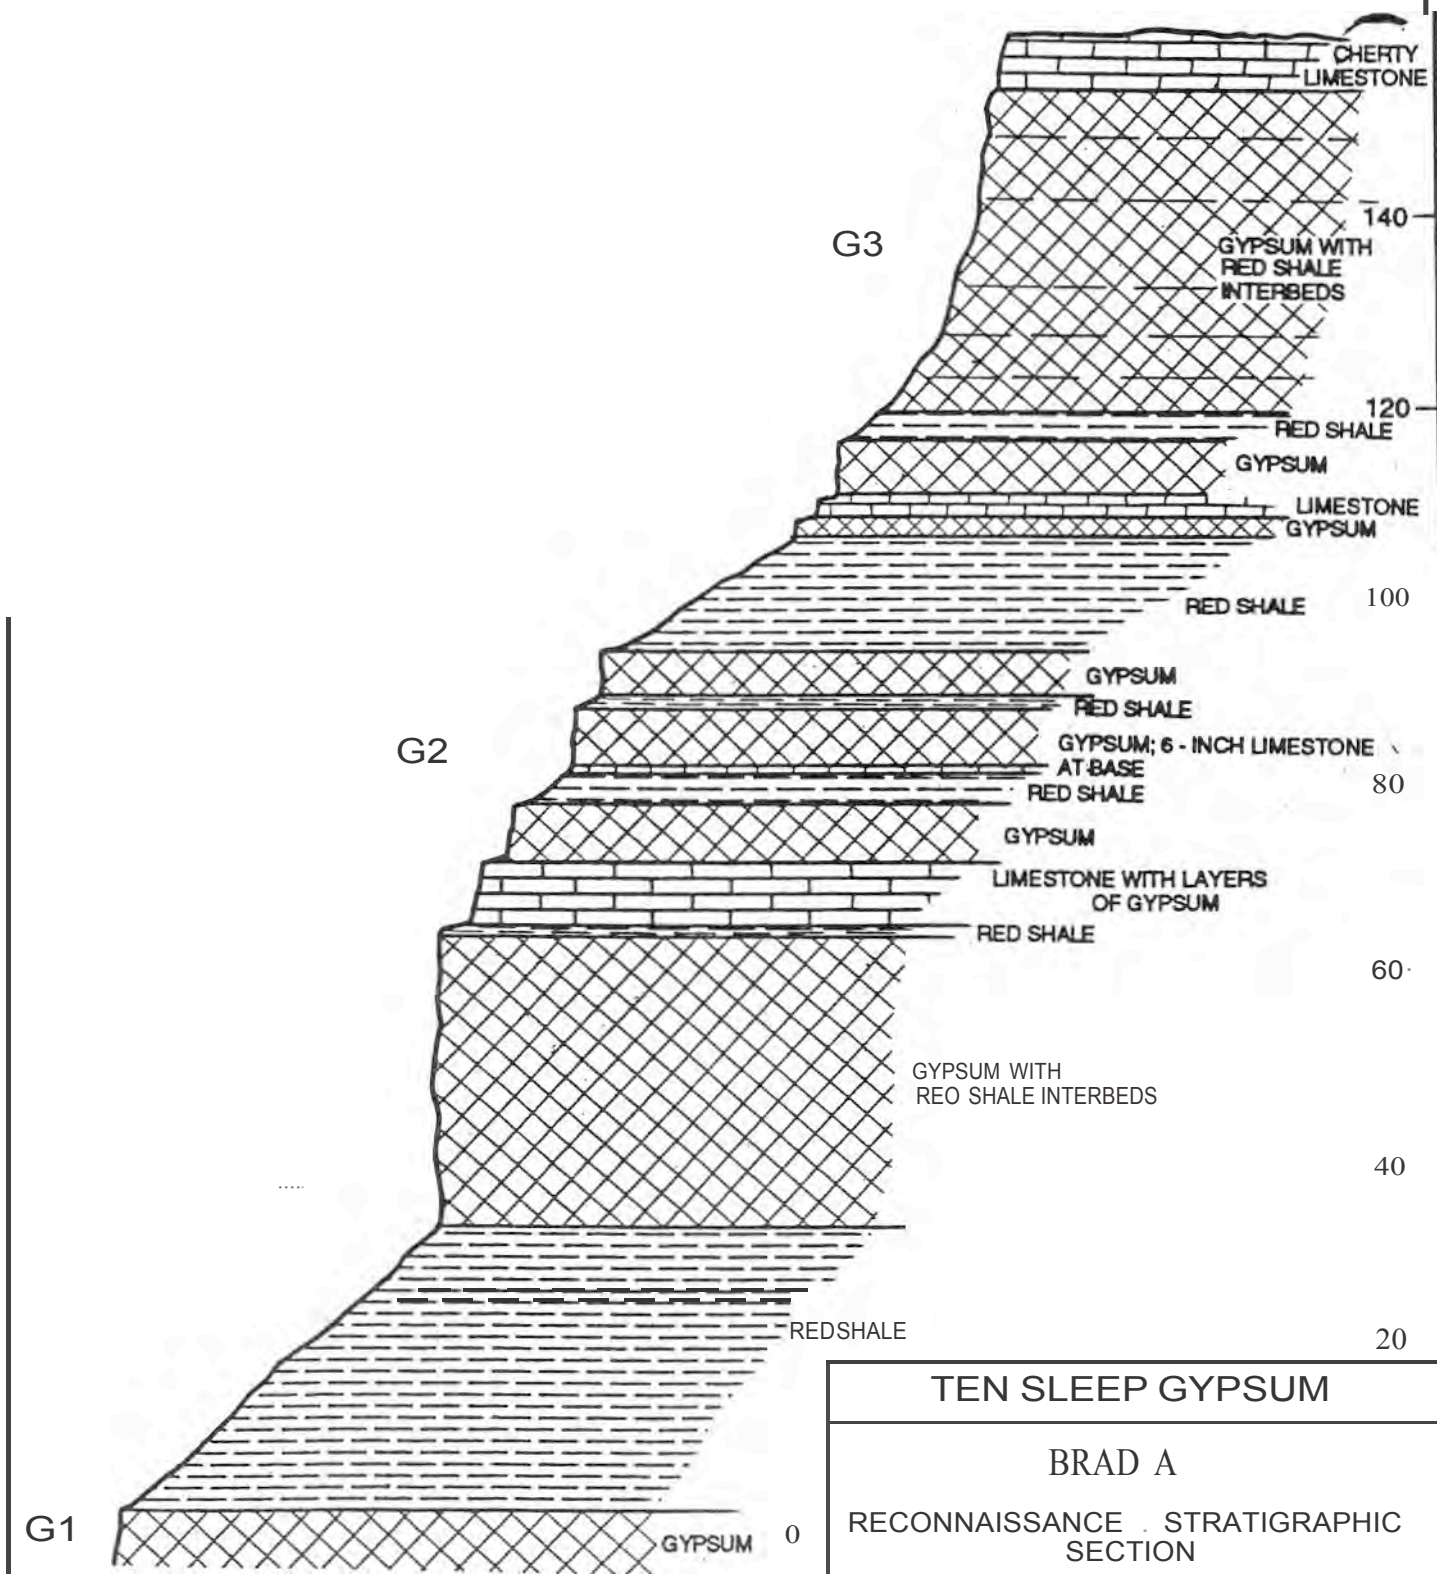 CHERTY
LIMESTONE
140
G3
GYPSUM WITH
RED SHALE
INTERBEDS
120
RED SHALE
GYPSUM
LIMESTONE
GYPSUM
100
RED SHALE
GYPSUM
RED SHALE
G2
GYPSUM; 6 - INCH LIMESTONE
AT BASE
80
RED SHALE
GYPSUM
LIMESTONE WITH LAYERS
OF GYPSUM
RED SHALE
60
GYPSUM WITH
REO SHALE INTERBEDS
40
REDSHALE
20
TEN SLEEP GYPSUM
BRAD A
RECONNAISSANCE . STRATIGRAPHIC
SECTION
G1
GYPSUM
0